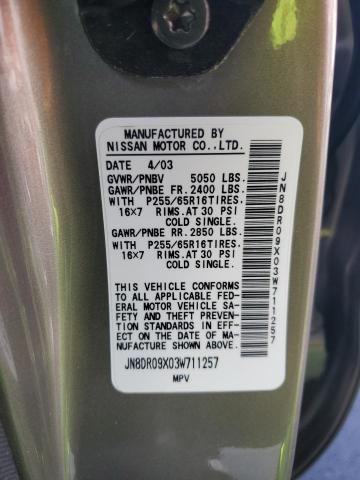 MANUFACTURED BY
NISSAN MOTOR CO.,LTD.
DATE 4/03
GVWR/PNBV 5050 LBS.
GAWR/PNBE FR. 2400 LBS.
WITH P255/65R16TIRES.
16x7 RIMS.AT 30 PSI
COLD SINGLE.
GAWR/PNBE RR. 2850 LBS.
WITH P255/65R16TIRES.
16x7 RIMS.AT 30 PSI
COLD SINGLE.
THIS VEHICLE CONFORMS
TO ALL APPLICABLE FED-
ERAL MOTOR VEHICLE SA-
FETY AND THEFT PREVEN-
TION STANDARDS IN EFF-
ECT ON THE DATE OF MA-
NUFACTURE SHOWN ABOVE.
JN8DR09X03W711257
MPV
JN8DR09X03W711257